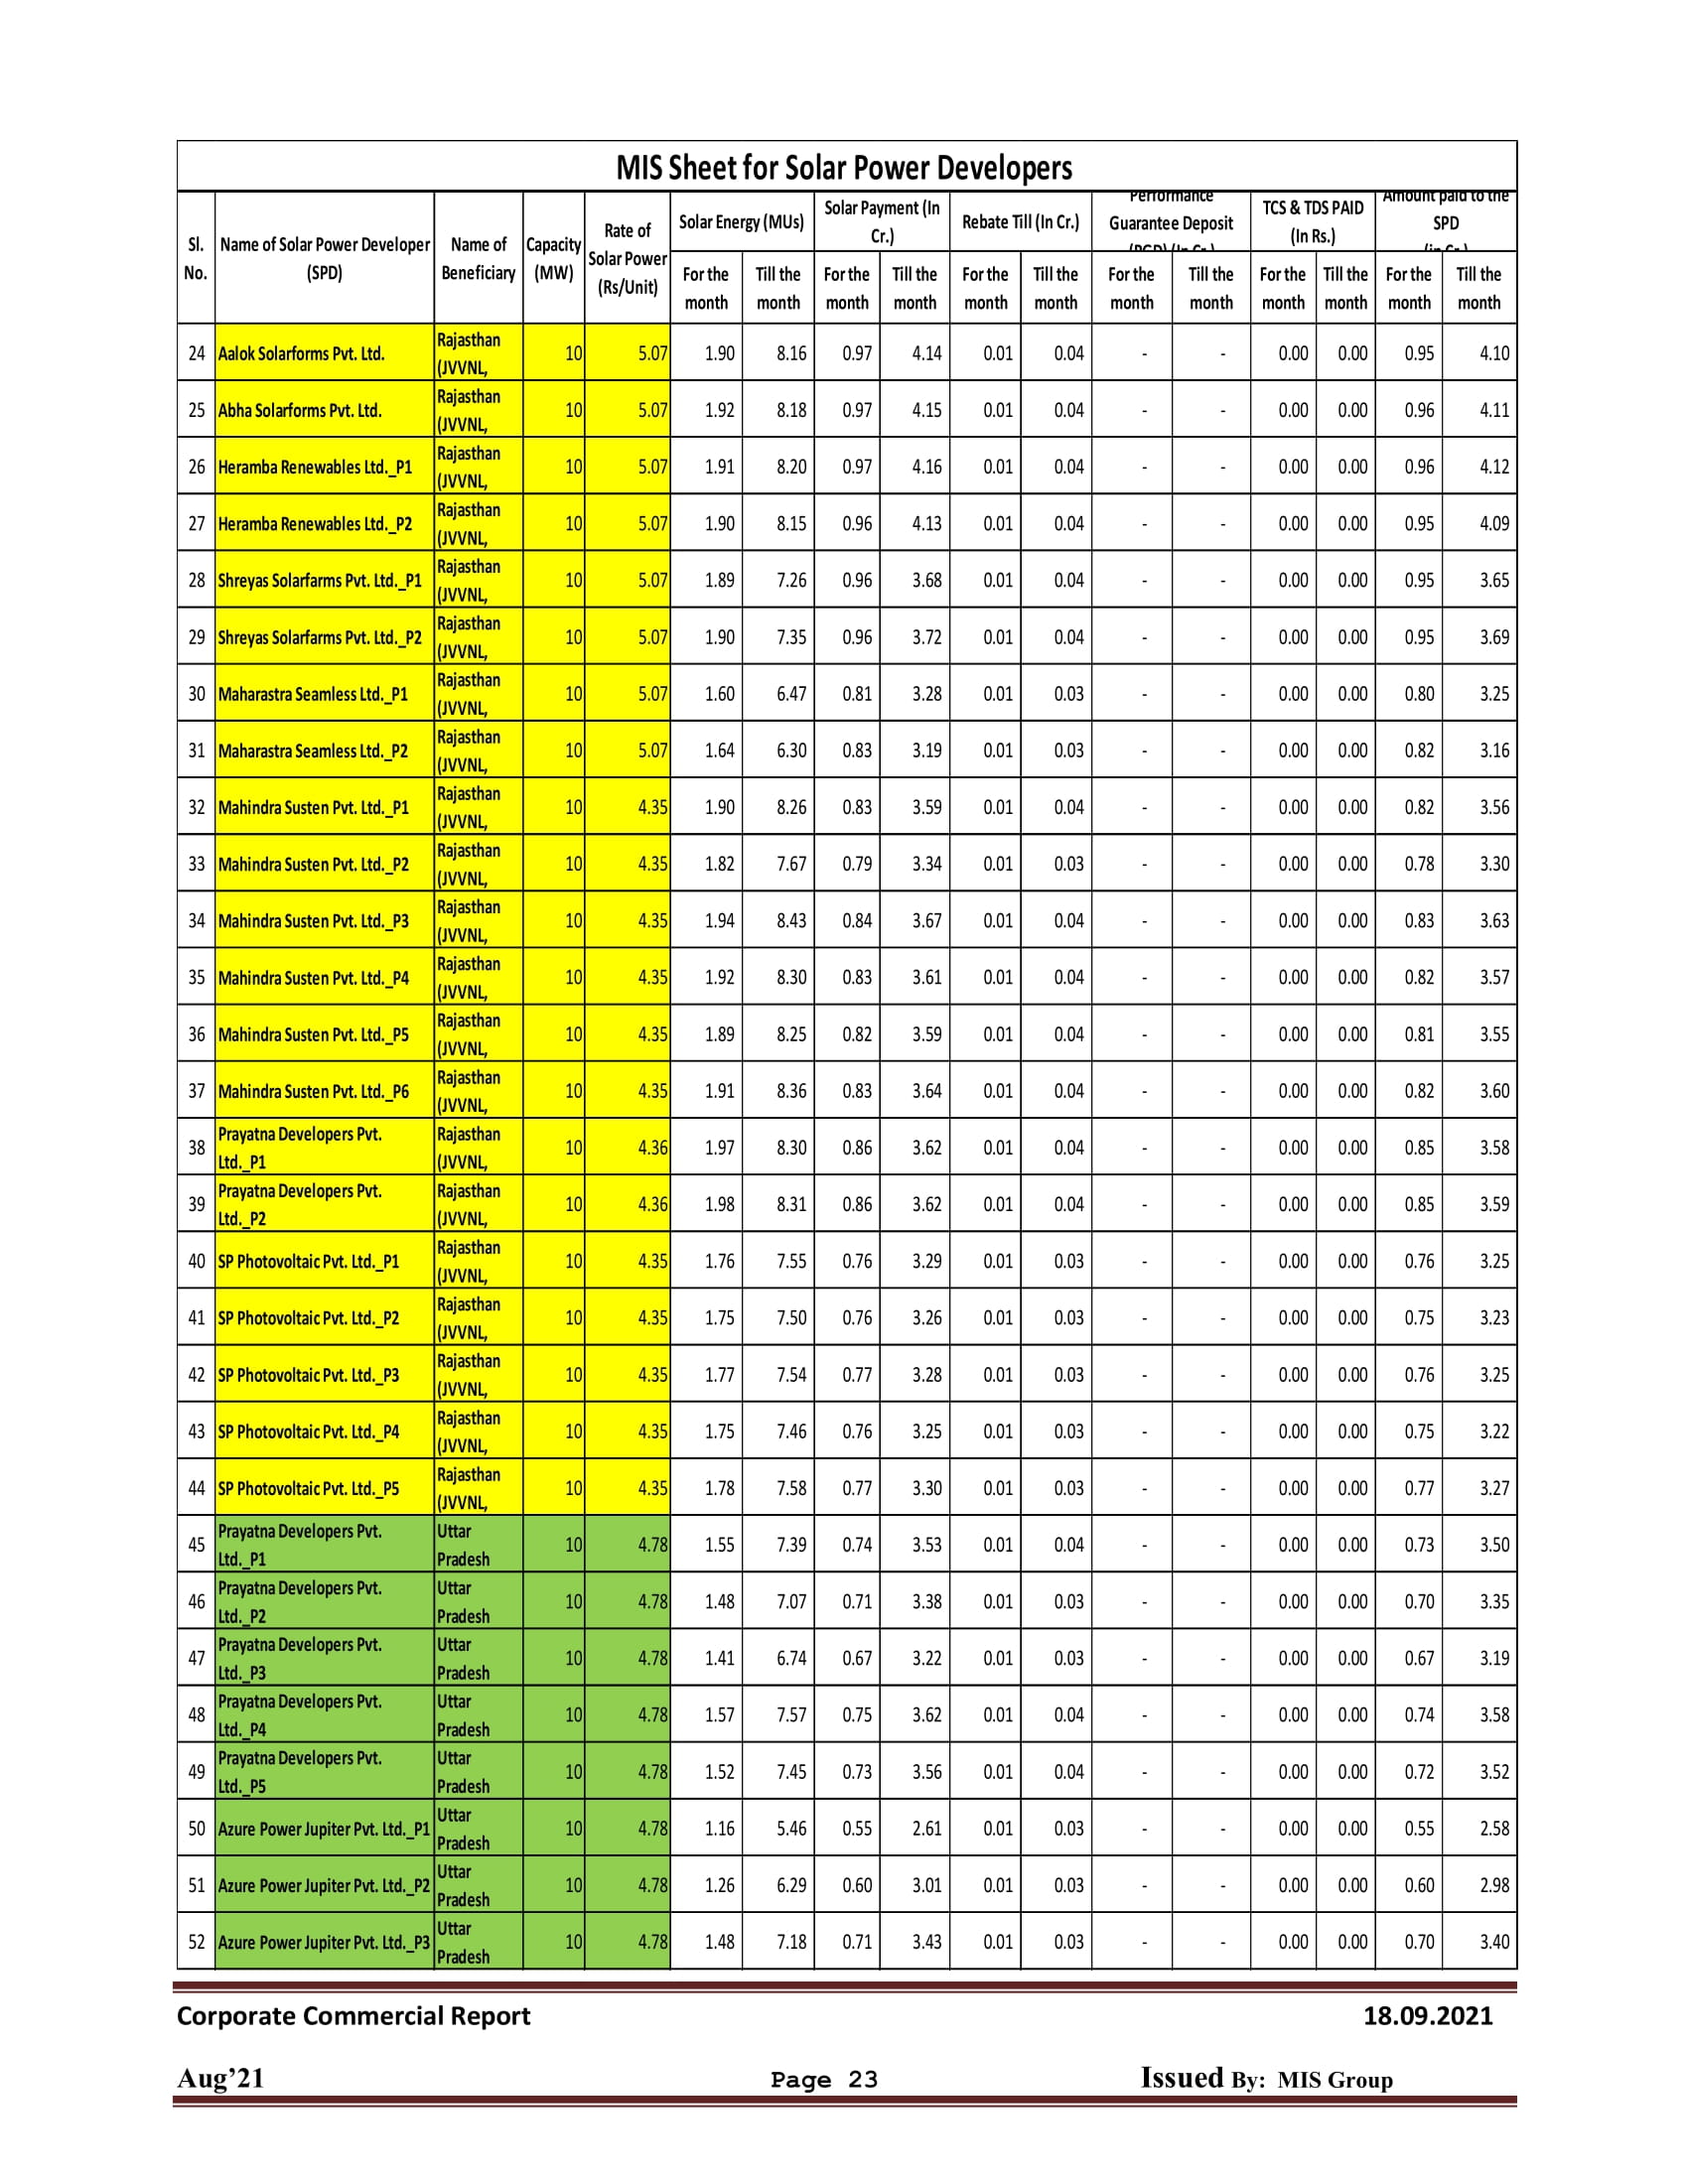 MIS Sheet for Solar Power Developers
Sl. No. Name of Solar Power Developer (SPD) Name of Beneficiary Capacity (MW) Rate of Solar Power (Rs/Unit) Solar Energy (MUs) Solar Payment (In Cr.) Rebate Till (In Cr.) Performance Guarantee Deposit (PGD) (In Cr.) TCS & TDS PAID (In Rs.) Amount paid to the SPD (in Cr.)
For the month Till the month For the month Till the month For the month Till the month For the month Till the month For the month Till the month For the month Till the month
24 Aalok Solarforms Pvt. Ltd. Rajasthan (JVVNL, 10 5.07 1.90 8.16 0.97 4.14 0.01 0.04 - - 0.00 0.00 0.95 4.10
25 Abha Solarforms Pvt. Ltd. Rajasthan (JVVNL, 10 5.07 1.92 8.18 0.97 4.15 0.01 0.04 - - 0.00 0.00 0.96 4.11
26 Heramba Renewables Ltd._P1 Rajasthan (JVVNL, 10 5.07 1.91 8.20 0.97 4.16 0.01 0.04 - - 0.00 0.00 0.96 4.12
27 Heramba Renewables Ltd._P2 Rajasthan (JVVNL, 10 5.07 1.90 8.15 0.96 4.13 0.01 0.04 - - 0.00 0.00 0.95 4.09
28 Shreyas Solarfarms Pvt. Ltd._P1 Rajasthan (JVVNL, 10 5.07 1.89 7.26 0.96 3.68 0.01 0.04 - - 0.00 0.00 0.95 3.65
29 Shreyas Solarfarms Pvt. Ltd._P2 Rajasthan (JVVNL, 10 5.07 1.90 7.35 0.96 3.72 0.01 0.04 - - 0.00 0.00 0.95 3.69
30 Maharastra Seamless Ltd._P1 Rajasthan (JVVNL, 10 5.07 1.60 6.47 0.81 3.28 0.01 0.03 - - 0.00 0.00 0.80 3.25
31 Maharastra Seamless Ltd._P2 Rajasthan (JVVNL, 10 5.07 1.64 6.30 0.83 3.19 0.01 0.03 - - 0.00 0.00 0.82 3.16
32 Mahindra Susten Pvt. Ltd._P1 Rajasthan (JVVNL, 10 4.35 1.90 8.26 0.83 3.59 0.01 0.04 - - 0.00 0.00 0.82 3.56
33 Mahindra Susten Pvt. Ltd._P2 Rajasthan (JVVNL, 10 4.35 1.82 7.67 0.79 3.34 0.01 0.03 - - 0.00 0.00 0.78 3.30
34 Mahindra Susten Pvt. Ltd._P3 Rajasthan (JVVNL, 10 4.35 1.94 8.43 0.84 3.67 0.01 0.04 - - 0.00 0.00 0.83 3.63
35 Mahindra Susten Pvt. Ltd._P4 Rajasthan (JVVNL, 10 4.35 1.92 8.30 0.83 3.61 0.01 0.04 - - 0.00 0.00 0.82 3.57
36 Mahindra Susten Pvt. Ltd._P5 Rajasthan (JVVNL, 10 4.35 1.89 8.25 0.82 3.59 0.01 0.04 - - 0.00 0.00 0.81 3.55
37 Mahindra Susten Pvt. Ltd._P6 Rajasthan (JVVNL, 10 4.35 1.91 8.36 0.83 3.64 0.01 0.04 - - 0.00 0.00 0.82 3.60
38 Prayatna Developers Pvt. Ltd._P1 Rajasthan (JVVNL, 10 4.36 1.97 8.30 0.86 3.62 0.01 0.04 - - 0.00 0.00 0.85 3.58
39 Prayatna Developers Pvt. Ltd._P2 Rajasthan (JVVNL, 10 4.36 1.98 8.31 0.86 3.62 0.01 0.04 - - 0.00 0.00 0.85 3.59
40 SP Photovoltaic Pvt. Ltd._P1 Rajasthan (JVVNL, 10 4.35 1.76 7.55 0.76 3.29 0.01 0.03 - - 0.00 0.00 0.76 3.25
41 SP Photovoltaic Pvt. Ltd._P2 Rajasthan (JVVNL, 10 4.35 1.75 7.50 0.76 3.26 0.01 0.03 - - 0.00 0.00 0.75 3.23
42 SP Photovoltaic Pvt. Ltd._P3 Rajasthan (JVVNL, 10 4.35 1.77 7.54 0.77 3.28 0.01 0.03 - - 0.00 0.00 0.76 3.25
43 SP Photovoltaic Pvt. Ltd._P4 Rajasthan (JVVNL, 10 4.35 1.75 7.46 0.76 3.25 0.01 0.03 - - 0.00 0.00 0.75 3.22
44 SP Photovoltaic Pvt. Ltd._P5 Rajasthan (JVVNL, 10 4.35 1.78 7.58 0.77 3.30 0.01 0.03 - - 0.00 0.00 0.77 3.27
45 Prayatna Developers Pvt. Ltd._P1 Uttar Pradesh 10 4.78 1.55 7.39 0.74 3.53 0.01 0.04 - - 0.00 0.00 0.73 3.50
46 Prayatna Developers Pvt. Ltd._P2 Uttar Pradesh 10 4.78 1.48 7.07 0.71 3.38 0.01 0.03 - - 0.00 0.00 0.70 3.35
47 Prayatna Developers Pvt. Ltd._P3 Uttar Pradesh 10 4.78 1.41 6.74 0.67 3.22 0.01 0.03 - - 0.00 0.00 0.67 3.19
48 Prayatna Developers Pvt. Ltd._P4 Uttar Pradesh 10 4.78 1.57 7.57 0.75 3.62 0.01 0.04 - - 0.00 0.00 0.74 3.58
49 Prayatna Developers Pvt. Ltd._P5 Uttar Pradesh 10 4.78 1.52 7.45 0.73 3.56 0.01 0.04 - - 0.00 0.00 0.72 3.52
50 Azure Power Jupiter Pvt. Ltd._P1 Uttar Pradesh 10 4.78 1.16 5.46 0.55 2.61 0.01 0.03 - - 0.00 0.00 0.55 2.58
51 Azure Power Jupiter Pvt. Ltd._P2 Uttar Pradesh 10 4.78 1.26 6.29 0.60 3.01 0.01 0.03 - - 0.00 0.00 0.60 2.98
52 Azure Power Jupiter Pvt. Ltd._P3 Uttar Pradesh 10 4.78 1.48 7.18 0.71 3.43 0.01 0.03 - - 0.00 0.00 0.70 3.40
Corporate Commercial Report 18.09.2021
Aug’21 Page 23 Issued By: MIS Group